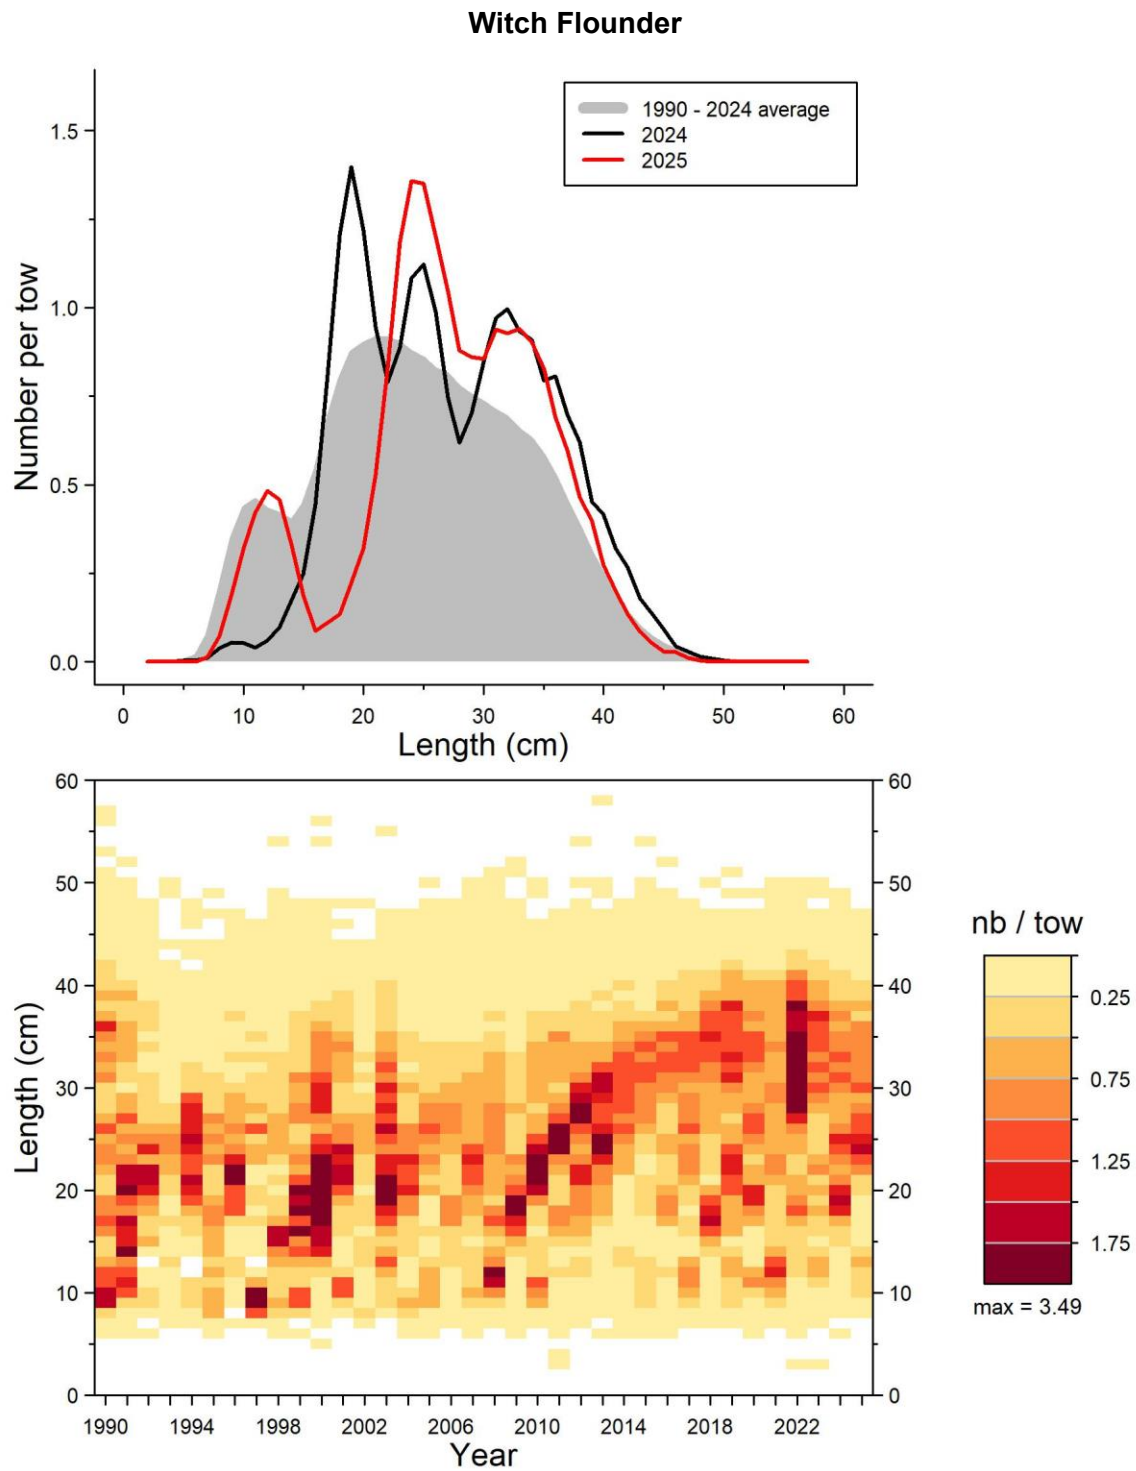 Witch Flounder
1990 - 2024 average
2024
2025
Number per tow
1.5
1.0
0.5
0.0
0 10 20 30 40 50 60
Length (cm)
Length (cm)
60
50
40
30
20
10
0
60
50
40
30
20
10
0
1990 1994 1998 2002 2006 2010 2014 2018 2022
Year
nb / tow
0.25
0.75
1.25
1.75
max = 3.49